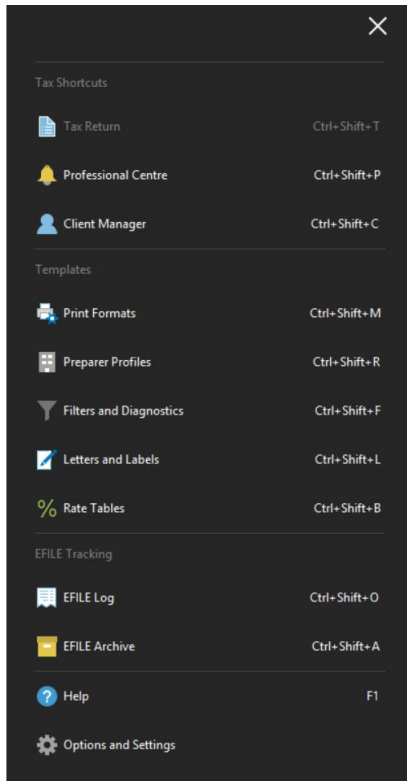 Tax Shortcuts
Tax Return Ctrl+Shift+T
Professional Centre Ctrl+Shift+P
Client Manager Ctrl+Shift+C
Templates
Print Formats Ctrl+Shift+M
Preparer Profiles Ctrl+Shift+R
Filters and Diagnostics Ctrl+Shift+F
Letters and Labels Ctrl+Shift+L
% Rate Tables Ctrl+Shift+B
EFILE Tracking
EFILE Log Ctrl+Shift+O
EFILE Archive Ctrl+Shift+A
? Help F1
Options and Settings